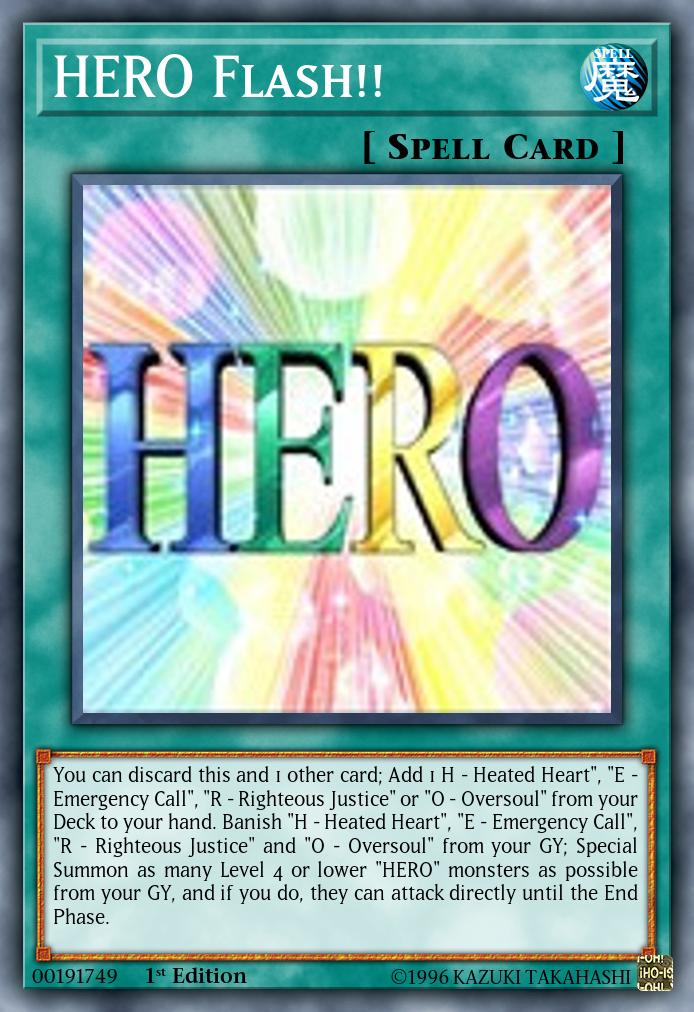 HERO Flash!!
SPELL
魔
[ Spell Card ]
HERO
You can discard this and 1 other card; Add 1 H - Heated Heart", "E -
Emergency Call", "R - Righteous Justice" or "O - Oversoul" from your
Deck to your hand. Banish "H - Heated Heart", "E - Emergency Call",
"R - Righteous Justice" and "O - Oversoul" from your GY; Special
Summon as many Level 4 or lower "HERO" monsters as possible
from your GY, and if you do, they can attack directly until the End
Phase.
00191749 1st Edition ©1996 KAZUKI TAKAHASHI